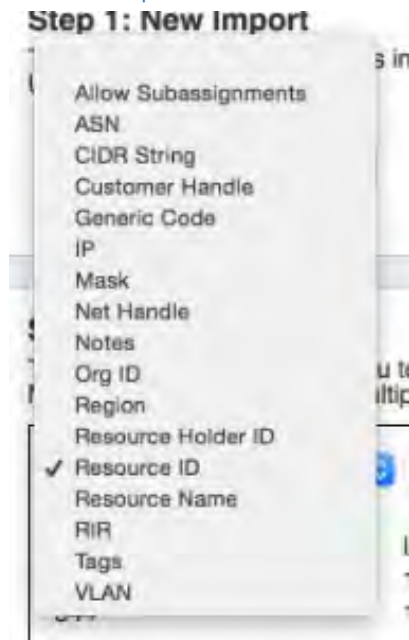 Step 1: New Import
s in
Allow Subassignments
ASN
CIDR String
Customer Handle
Generic Code
IP
Mask
Net Handle
Notes
Org ID
Region
Resource Holder ID
✓ Resource ID
Resource Name
RIR
Tags
VLAN